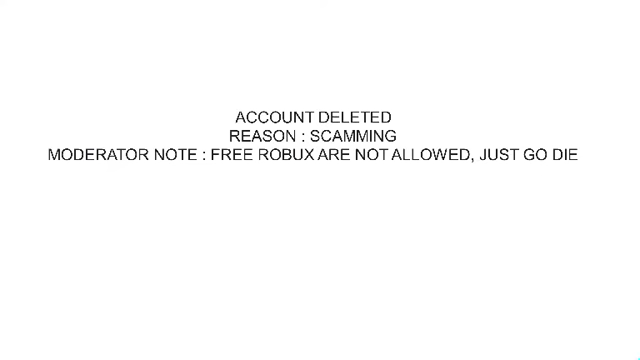 ACCOUNT DELETED
REASON : SCAMMING
MODERATOR NOTE : FREE ROBUX ARE NOT ALLOWED, JUST GO DIE